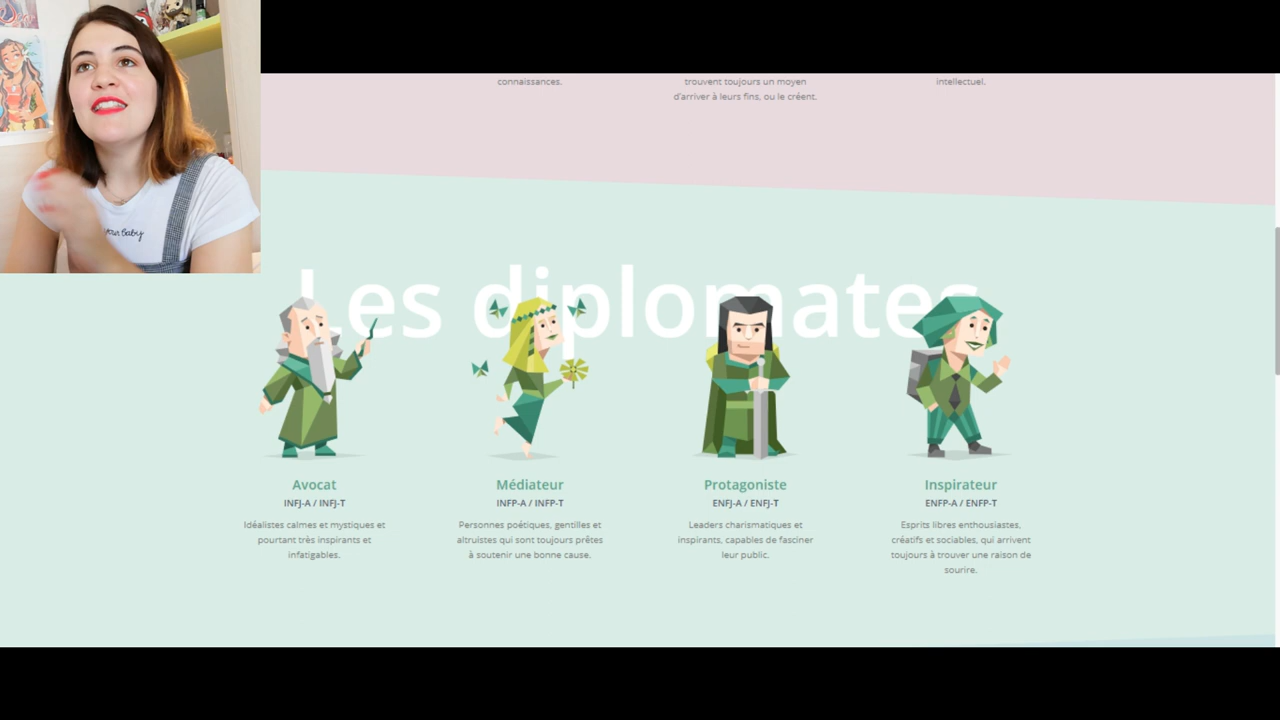 connaissances.
trouvent toujours un moyen
d'arriver à leurs fins, ou le créent.
intellectuel.
your baby
Les diplomates
Avocat
INFJ-A / INFJ-T
Idéalistes calmes et mystiques et
pourtant très inspirants et
infatigables.
Médiateur
INFP-A / INFP-T
Personnes poétiques, gentilles et
altruistes qui sont toujours prêtes
à soutenir une bonne cause.
Protagoniste
ENFJ-A / ENFJ-T
Leaders charismatiques et
inspirants, capables de fasciner
leur public.
Inspirateur
ENFP-A / ENFP-T
Esprits libres enthousiastes,
créatifs et sociables, qui arrivent
toujours à trouver une raison de
sourire.